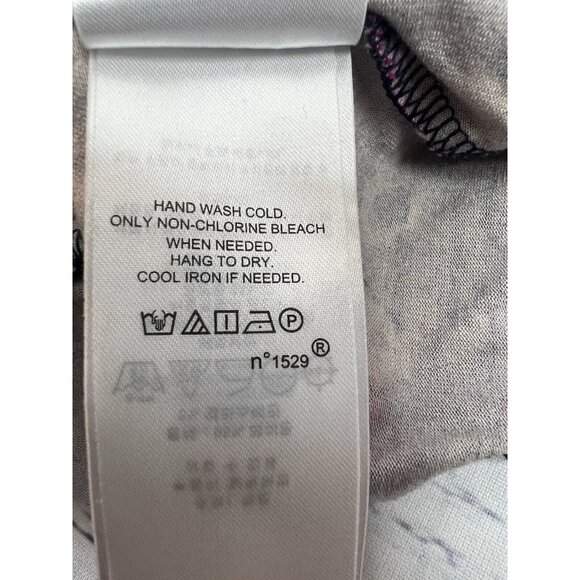 HAND WASH COLD.
ONLY NON-CHLORINE BLEACH
WHEN NEEDED.
HANG TO DRY.
COOL IRON IF NEEDED.
P
n°1529®